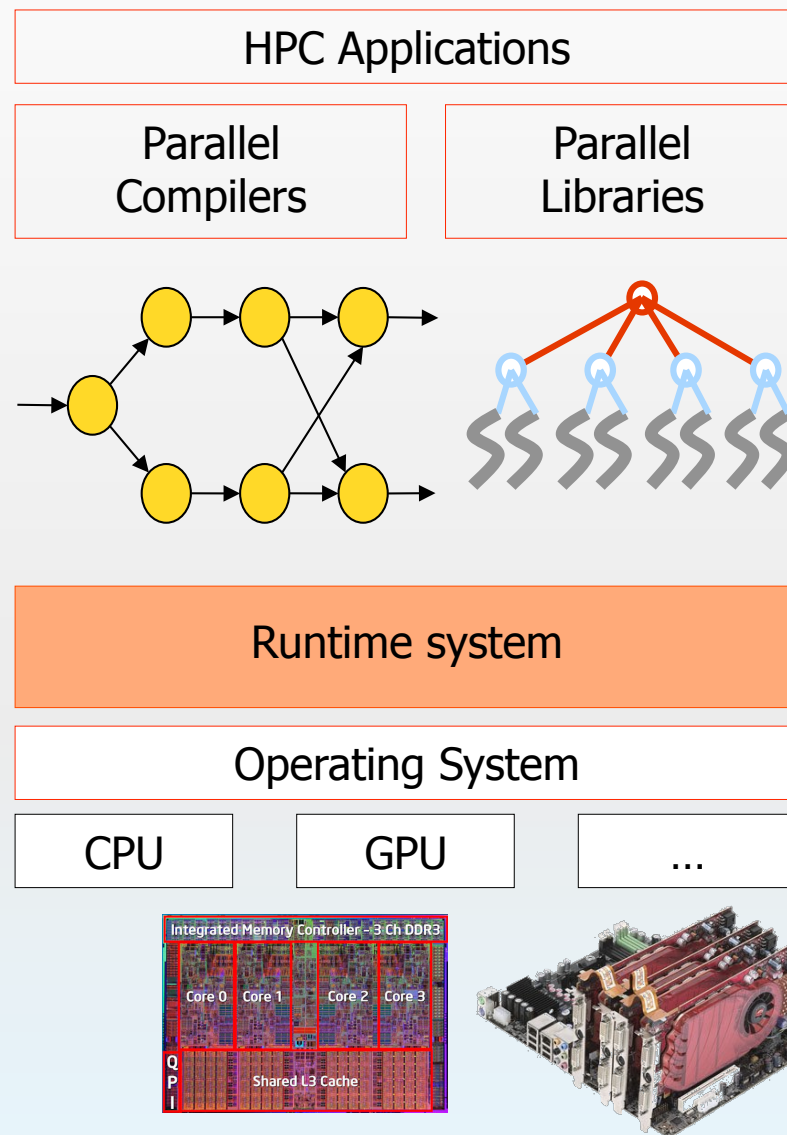 HPC Applications
Parallel
Compilers
Parallel
Libraries
Runtime system
Operating System
CPU
GPU
...
Integrated Memory Controller - 3 Ch DDR3
Core 0
Core 1
Core 2
Core 3
Q
P
I
Shared L3 Cache